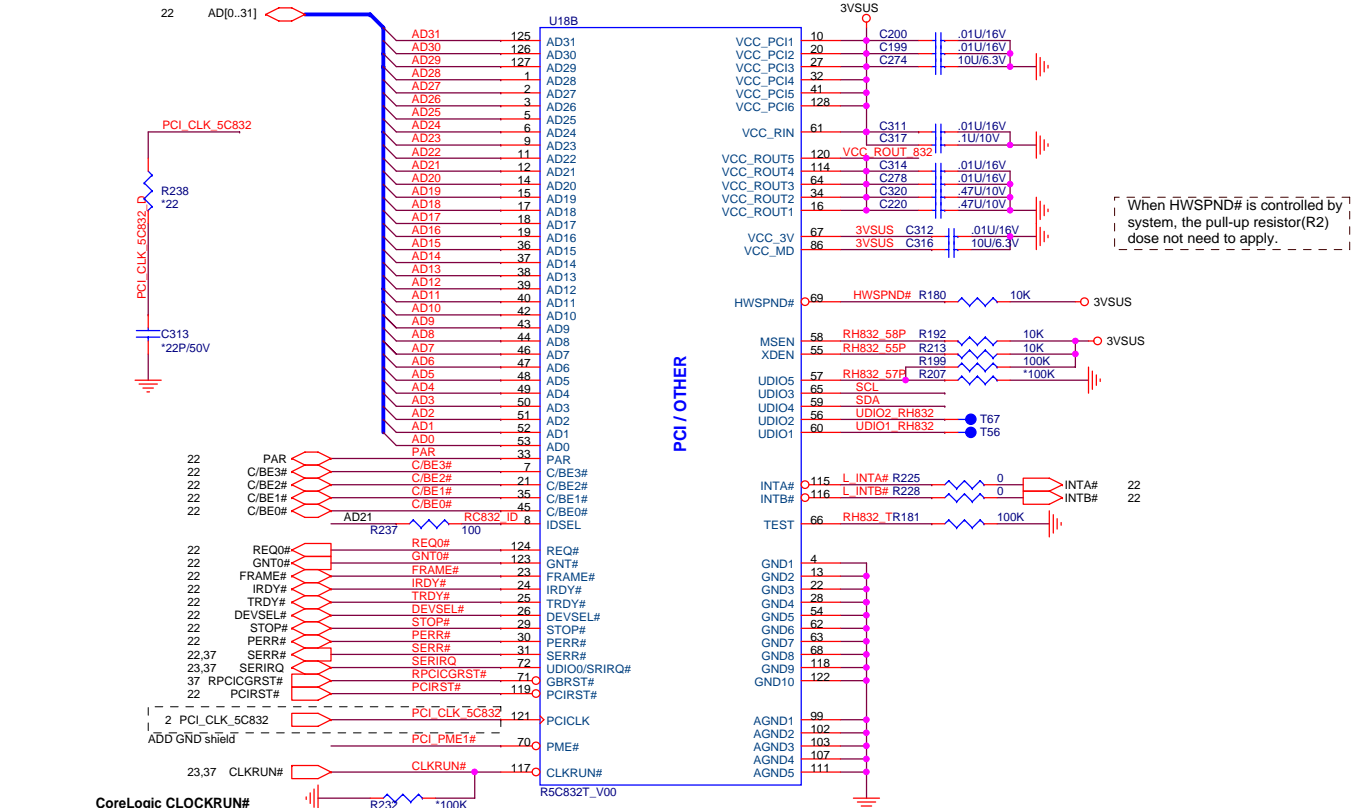 22 AD[0..31]
U18B
3VSUS
AD31 125 AD31
AD30 126 AD30
AD29 127 AD29
AD28 1 AD28
AD27 2 AD27
AD26 3 AD26
AD25 5 AD25
AD24 6 AD24
AD23 9 AD23
AD22 11 AD22
AD21 12 AD21
AD20 14 AD20
AD19 15 AD19
AD18 17 AD18
AD17 18 AD17
AD16 19 AD16
AD15 36 AD15
AD14 37 AD14
AD13 38 AD13
AD12 39 AD12
AD11 40 AD11
AD10 42 AD10
AD9 43 AD9
AD8 44 AD8
AD7 46 AD7
AD6 47 AD6
AD5 48 AD5
AD4 49 AD4
AD3 50 AD3
AD2 51 AD2
AD1 52 AD1
AD0 53 AD0
22 PAR PAR 33 PAR
22 C/BE3# C/BE3# 7 C/BE3#
22 C/BE2# C/BE2# 21 C/BE2#
22 C/BE1# C/BE1# 35 C/BE1#
22 C/BE0# C/BE0# 45 C/BE0#
AD21 R237 100 RC832_ID 8 IDSEL
22 REQ0# REQ0# 124 REQ#
22 GNT0# GNT0# 123 GNT#
22 FRAME# FRAME# 23 FRAME#
22 IRDY# IRDY# 24 IRDY#
22 TRDY# TRDY# 25 TRDY#
22 DEVSEL# DEVSEL# 26 DEVSEL#
22 STOP# STOP# 29 STOP#
22 PERR# PERR# 30 PERR#
22,37 SERR# SERR# 31 SERR#
23,37 SERIRQ SERIRQ 72 UDIO0/SRIRQ#
37 RPCICGRST# RPCICGRST# 71 GBRST#
22 PCIRST# PCIRST# 119 PCIRST#
2 PCI_CLK_5C832 PCI_CLK_5C832 121 PCICLK
ADD GND shield
PCI_PME1# 70 PME#
23,37 CLKRUN# CLKRUN# 117 CLKRUN#
R232 *100K
CoreLogic CLOCKRUN#
R5C832T_V00
PCI_CLK_5C832
R238
*22
C313
*22P/50V
PCI / OTHER
VCC_PCI1 10 C200 .01U/16V
VCC_PCI2 20 C199 .01U/16V
VCC_PCI3 27 C274 10U/6.3V
VCC_PCI4 32
VCC_PCI5 41
VCC_PCI6 128
VCC_RIN 61 C311 .01U/16V
C317 .1U/10V
VCC_ROUT5 120 VCC_ROUT_832
VCC_ROUT4 114 C314 .01U/16V
VCC_ROUT3 64 C278 .01U/16V
VCC_ROUT2 34 C320 .47U/10V
VCC_ROUT1 16 C220 .47U/10V
VCC_3V 67 3VSUS C312 .01U/16V
VCC_MD 86 3VSUS C316 10U/6.3V
HWSPND# 69 HWSPND# R180 10K 3VSUS
MSEN 58 RH832_58P R192 10K 3VSUS
XDEN 55 RH832_55P R213 10K
R199 100K
UDIO5 57 RH832_57P R207 *100K
UDIO3 65 SCL
UDIO4 59 SDA
UDIO2 56 UDIO2_RH832 T67
UDIO1 60 UDIO1_RH832 T56
INTA# 115 L_INTA# R225 0 INTA# 22
INTB# 116 L_INTB# R228 0 INTB# 22
TEST 66 R181 100K
GND1 4
GND2 13
GND3 22
GND4 28
GND5 54
GND6 62
GND7 63
GND8 68
GND9 118
GND10 122
AGND1 99
AGND2 102
AGND3 103
AGND4 107
AGND5 111
When HWSPND# is controlled by
system, the pull-up resistor(R2)
dose not need to apply.